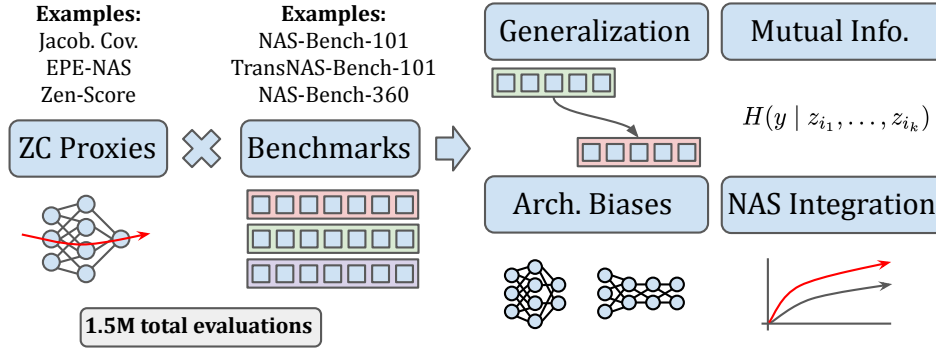 Examples:
Jacob. Cov.
EPE-NAS
Zen-Score
ZC Proxies
Examples:
NAS-Bench-101
TransNAS-Bench-101
NAS-Bench-360
Benchmarks
1.5M total evaluations
Generalization
Mutual Info.
H(y | z_{i_1}, . . . , z_{i_k})
Arch. Biases
NAS Integration